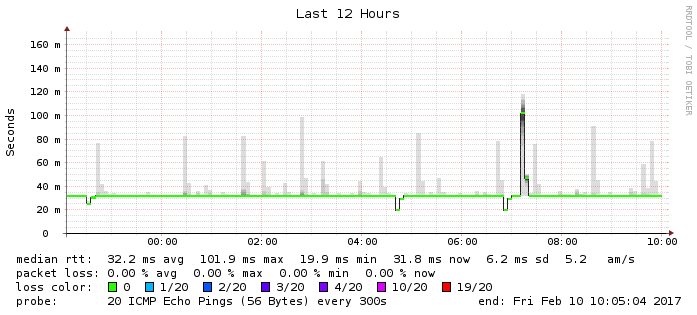 Last 12 Hours
RRDTOOL / TOBI OETIKER
Seconds
160 m
140 m
120 m
100 m
80 m
60 m
40 m
20 m
0
00:00 02:00 04:00 06:00 08:00 10:00
median rtt: 32.2 ms avg 101.9 ms max 19.9 ms min 31.8 ms now 6.2 ms sd 5.2 am/s
packet loss: 0.00 % avg 0.00 % max 0.00 % min 0.00 % now
loss color: 0 1/20 2/20 3/20 4/20 10/20 19/20
probe: 20 ICMP Echo Pings (56 Bytes) every 300s end: Fri Feb 10 10:05:04 2017